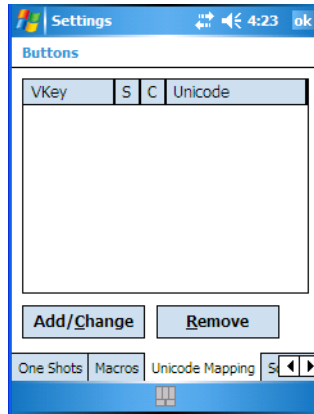 Settings 4:23 ok
Buttons
VKey S C Unicode
Add/Change Remove
One Shots Macros Unicode Mapping